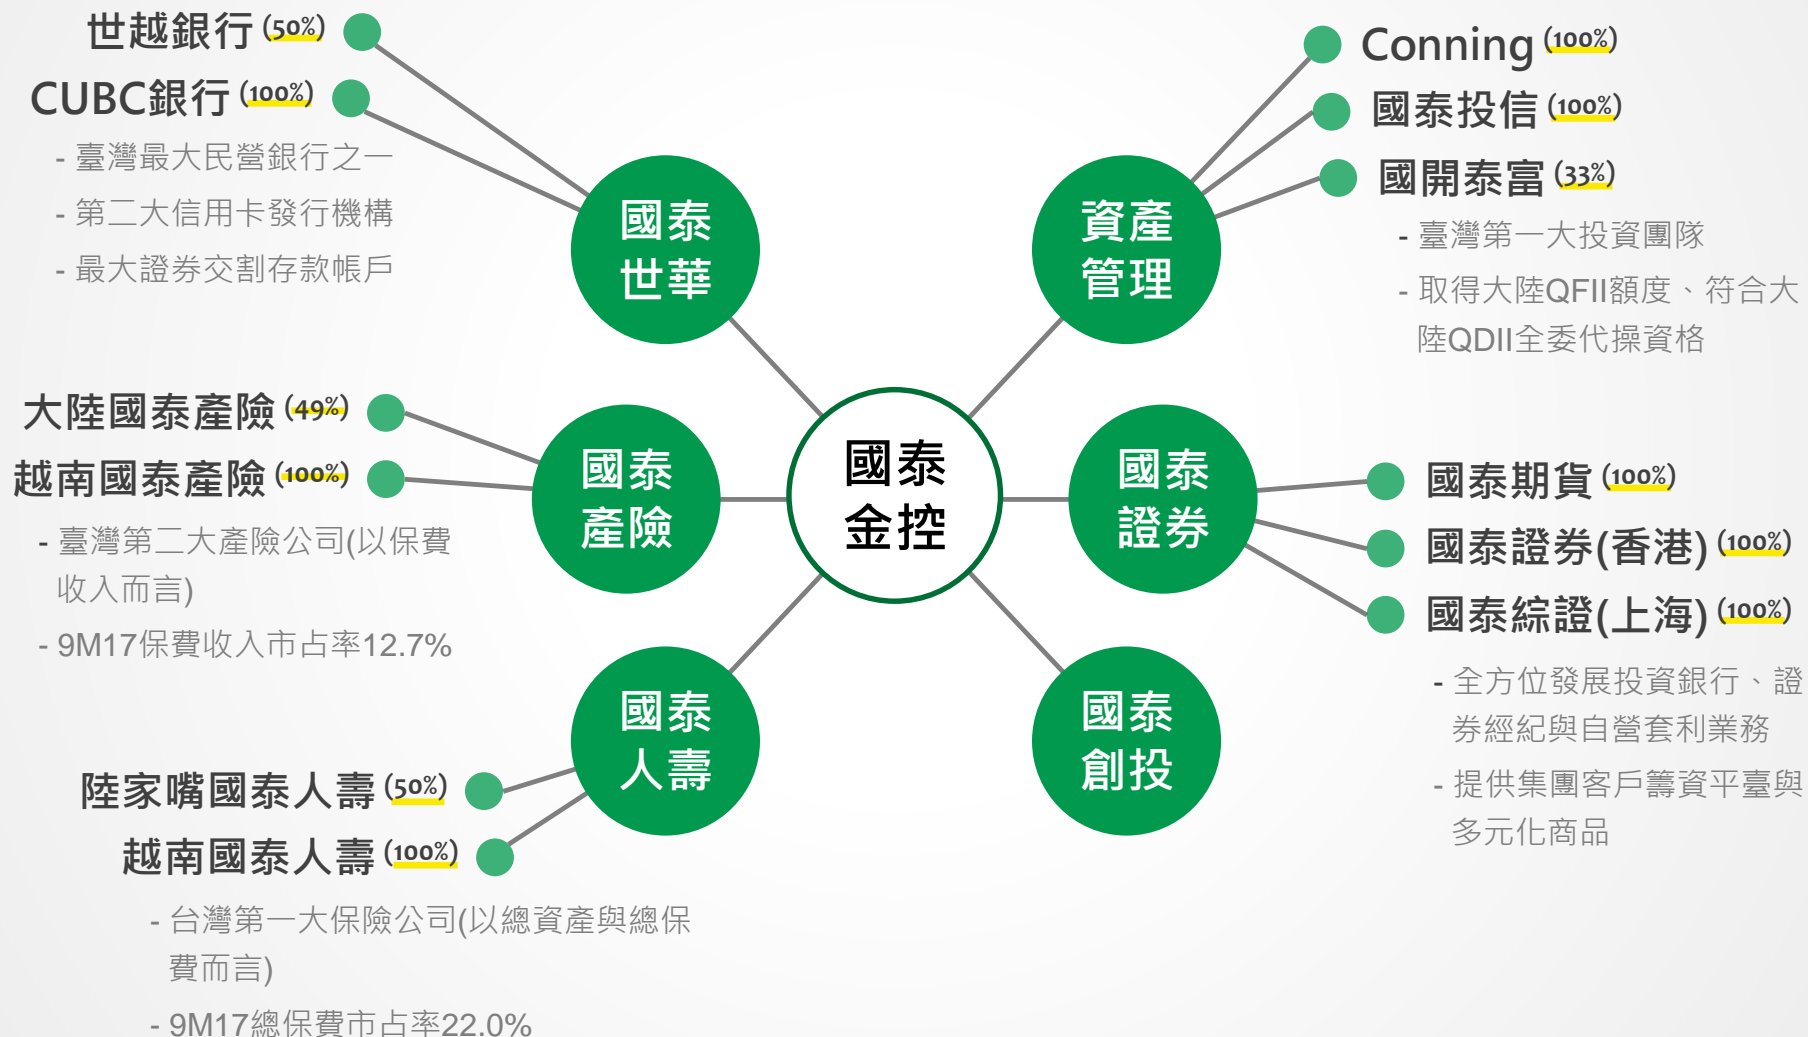 世越銀行 (50%)
CUBC銀行 (100%)
- 臺灣最大民營銀行之一
- 第二大信用卡發行機構
- 最大證券交割存款帳戶
國泰
世華
大陸國泰產險 (49%)
越南國泰產險 (100%)
- 臺灣第二大產險公司(以保費
收入而言)
- 9M17保費收入市占率12.7%
國泰
產險
陸家嘴國泰人壽 (50%)
越南國泰人壽 (100%)
- 台灣第一大保險公司(以總資產與總保
費而言)
- 9M17總保費市占率22.0%
國泰
人壽
國泰
金控
資產
管理
Conning (100%)
國泰投信 (100%)
國開泰富 (33%)
- 臺灣第一大投資團隊
- 取得大陸QFII額度、符合大
陸QDII全委代操資格
國泰
證券
國泰期貨 (100%)
國泰證券(香港) (100%)
國泰綜證(上海) (100%)
- 全方位發展投資銀行、證
券經紀與自營套利業務
- 提供集團客戶籌資平臺與
多元化商品
國泰
創投